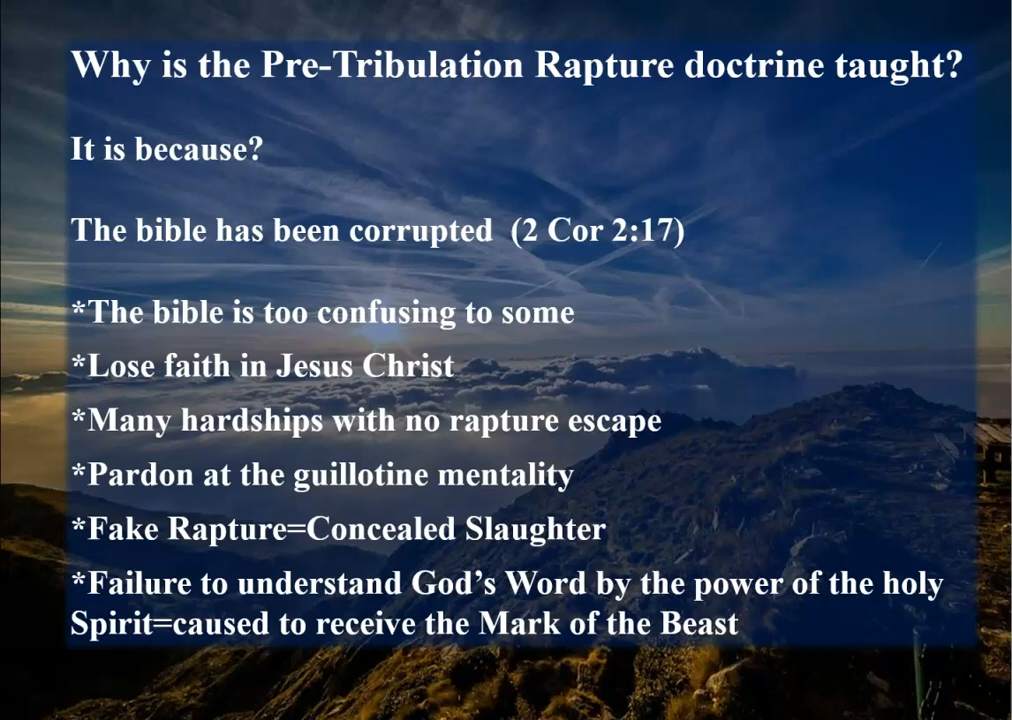 Why is the Pre-Tribulation Rapture doctrine taught?
It is because?
The bible has been corrupted (2 Cor 2:17)
*The bible is too confusing to some
*Lose faith in Jesus Christ
*Many hardships with no rapture escape
*Pardon at the guillotine mentality
*Fake Rapture=Concealed Slaughter
*Failure to understand God's Word by the power of the holy
Spirit=caused to receive the Mark of the Beast